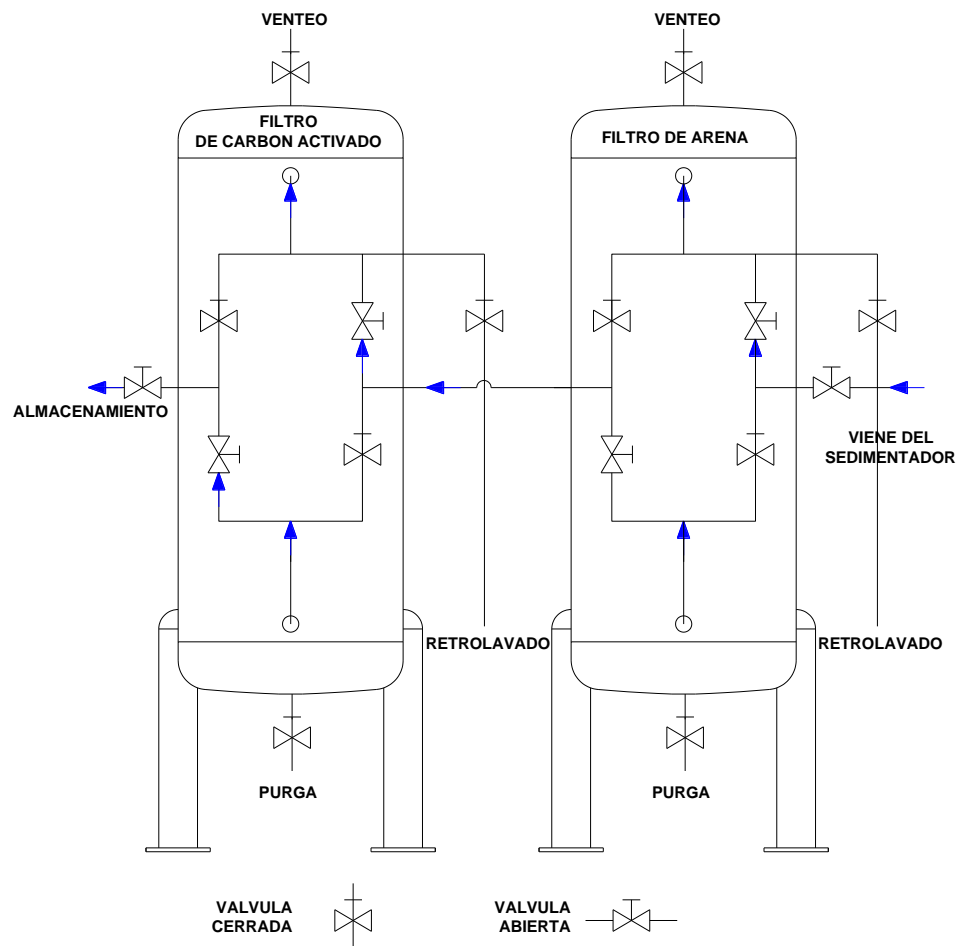 VENTEO
VENTEO
FILTRO
DE CARBON ACTIVADO
FILTRO DE ARENA
ALMACENAMIENTO
VIENE DEL
SEDIMENTADOR
RETROLAVADO
RETROLAVADO
PURGA
PURGA
VALVULA
CERRADA
VALVULA
ABIERTA